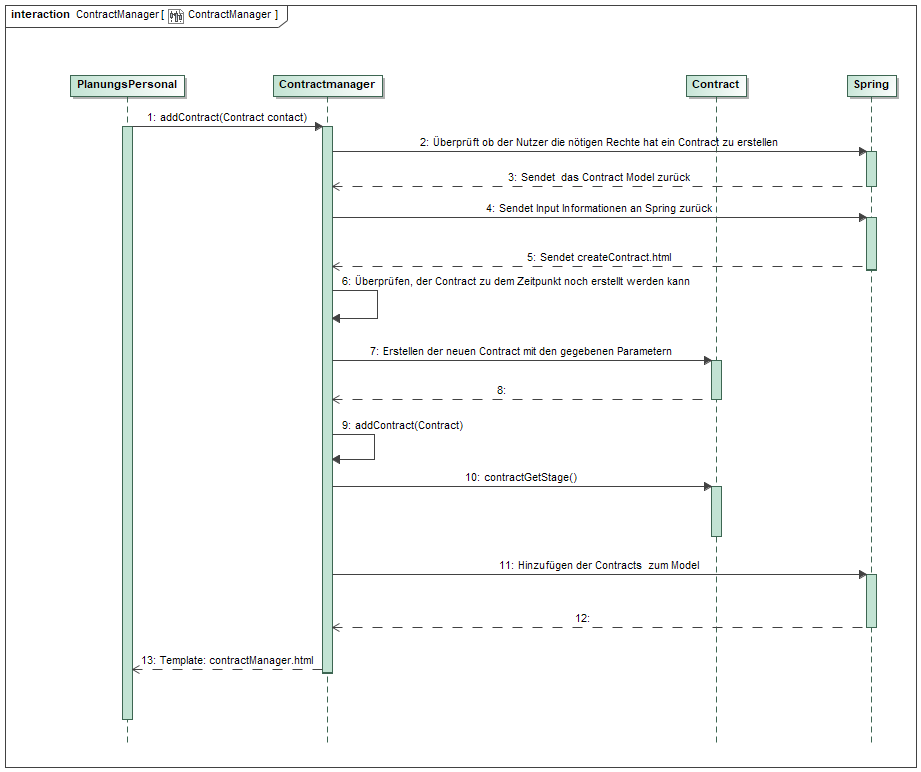 interaction ContractManager [ ContractManager ]
PlanungsPersonal
Contractmanager
Contract
Spring
1: addContract(Contract contact)
2: Überprüft ob der Nutzer die nötigen Rechte hat ein Contract zu erstellen
3: Sendet das Contract Model zurück
4: Sendet Input Informationen an Spring zurück
5: Sendet createContract.html
6: Überprüfen, der Contract zu dem Zeitpunkt noch erstellt werden kann
7: Erstellen der neuen Contract mit den gegebenen Parametern
8:
9: addContract(Contract)
10: contractGetStage()
11: Hinzufügen der Contracts zum Model
12:
13: Template: contractManager.html